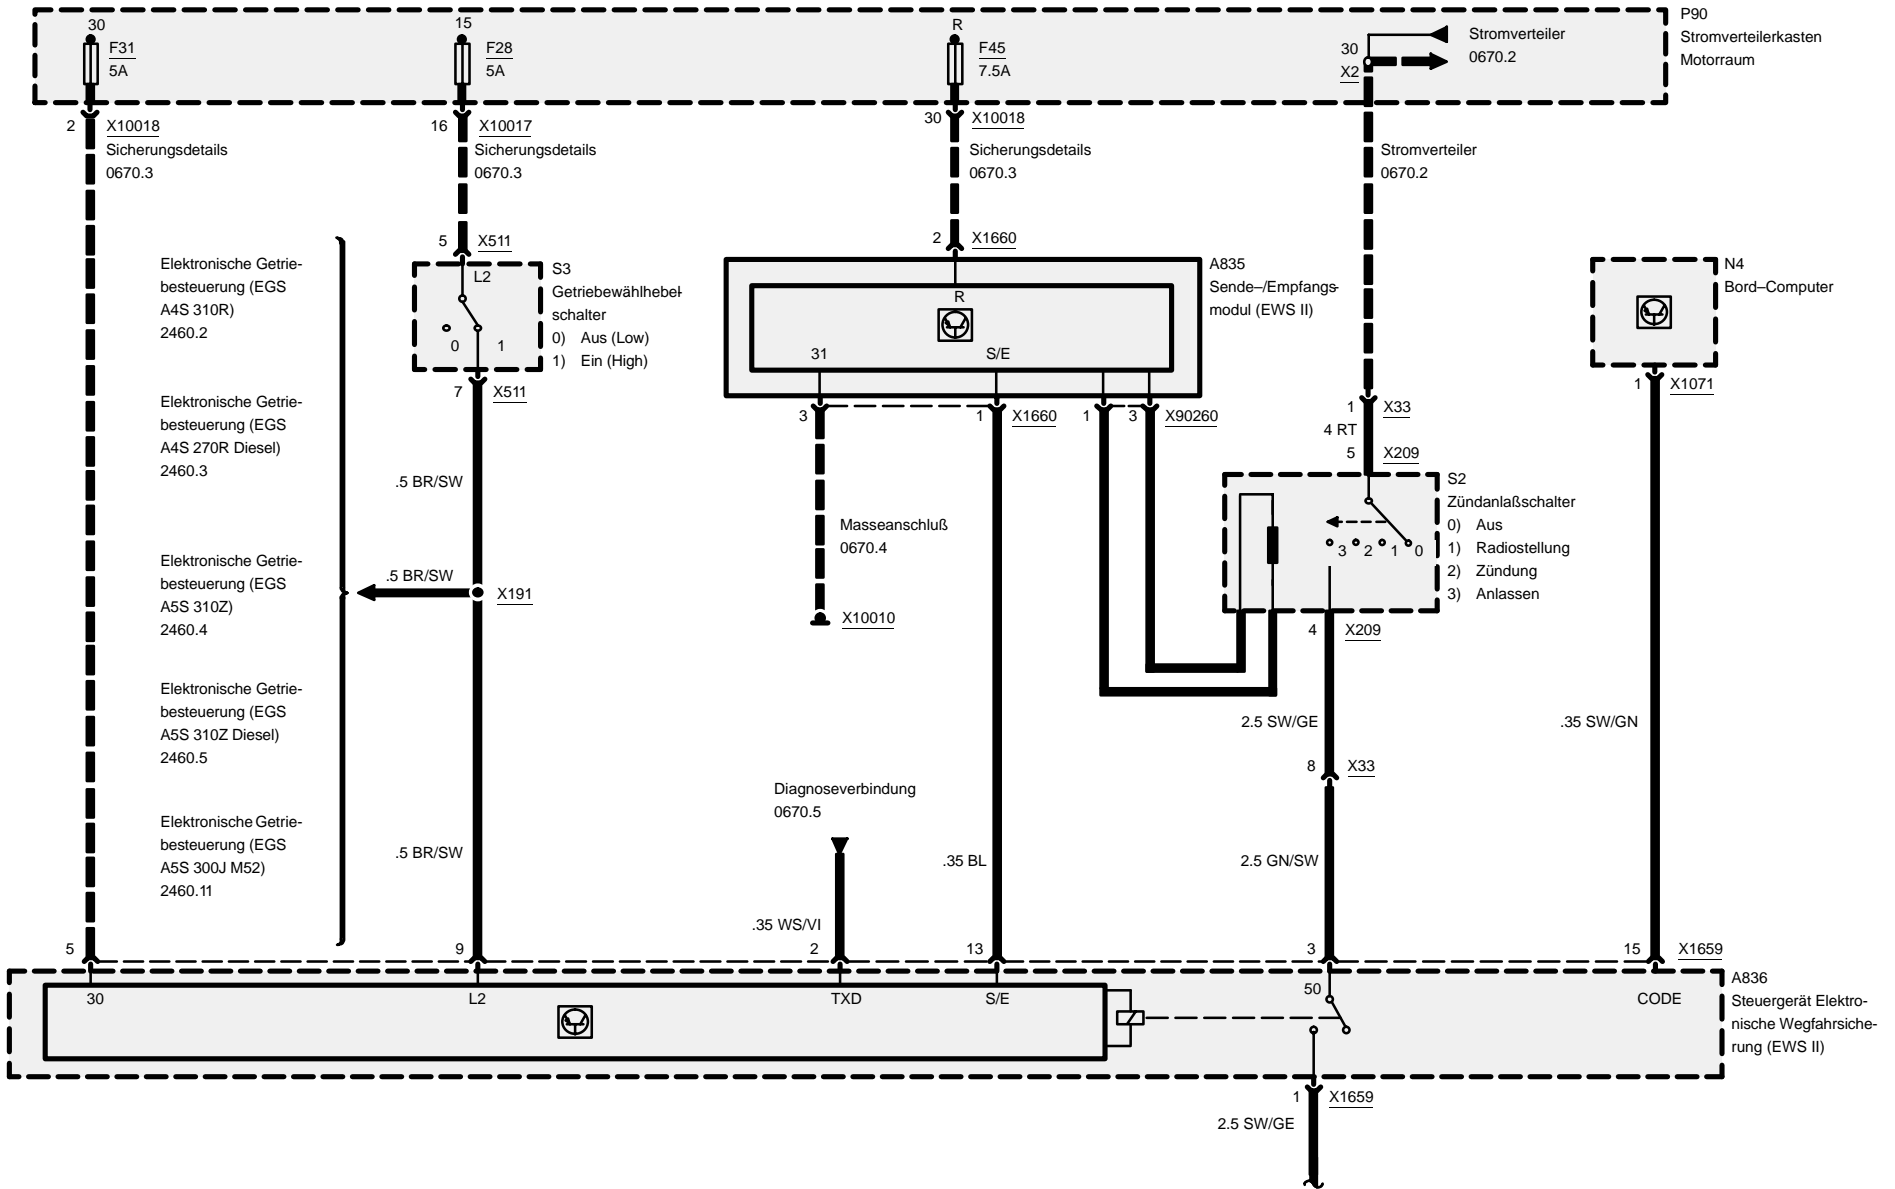 30
F31
5A
15
F28
5A
R
F45
7.5A
30
X2
Stromverteiler
0670.2
P90
Stromverteilerkasten
Motorraum
2
X10018
Sicherungsdetails
0670.3
16
X10017
Sicherungsdetails
0670.3
30
X10018
Sicherungsdetails
0670.3
Stromverteiler
0670.2
5
X511
2
X1660
Elektronische Getrie-
besteuerung (EGS
A4S 310R)
2460.2
Elektronische Getrie-
besteuerung (EGS
A4S 270R Diesel)
2460.3
Elektronische Getrie-
besteuerung (EGS
A5S 310Z)
2460.4
Elektronische Getrie-
besteuerung (EGS
A5S 310Z Diesel)
2460.5
Elektronische Getrie-
besteuerung (EGS
A5S 300J M52)
2460.11
L2
0
1
S3
Getriebewählhebel-
schalter
0) Aus (Low)
1) Ein (High)
7
X511
.5 BR/SW
.5 BR/SW
X191
.5 BR/SW
R
31
S/E
A835
Sende–/Empfangs-
modul (EWS II)
3
1
X1660
1
3
X90260
Masseanschluß
0670.4
X10010
N4
Bord–Computer
1
X1071
1
X33
4 RT
5
X209
3
2
1
0
S2
Zündanlaßschalter
0) Aus
1) Radiostellung
2) Zündung
3) Anlassen
4
X209
2.5 SW/GE
.35 SW/GN
8
X33
Diagnoseverbindung
0670.5
.35 BL
2.5 GN/SW
.35 WS/VI
5
9
2
13
3
15
X1659
30
L2
TXD
S/E
50
CODE
A836
Steuergerät Elektro-
nische Wegfahrsiche-
rung (EWS II)
1
X1659
2.5 SW/GE